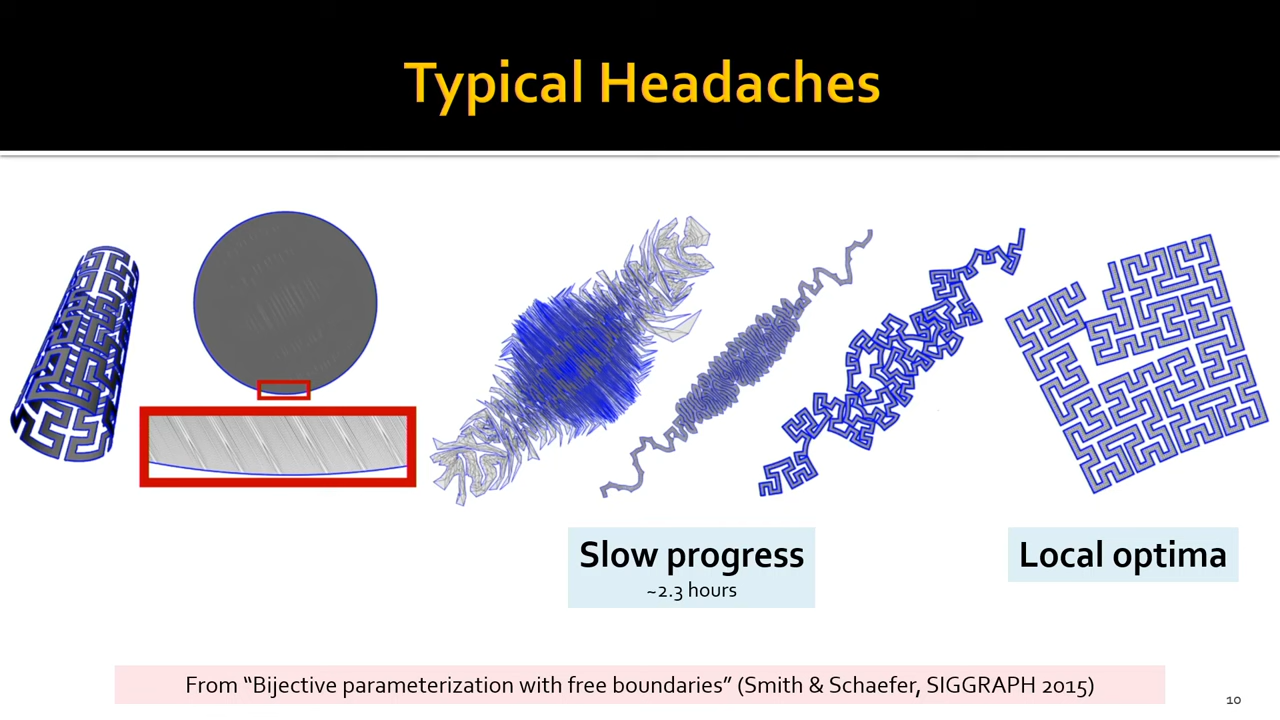 Typical Headaches
Slow progress
~2.3 hours
Local optima
From “Bijective parameterization with free boundaries” (Smith & Schaefer, SIGGRAPH 2015)
10